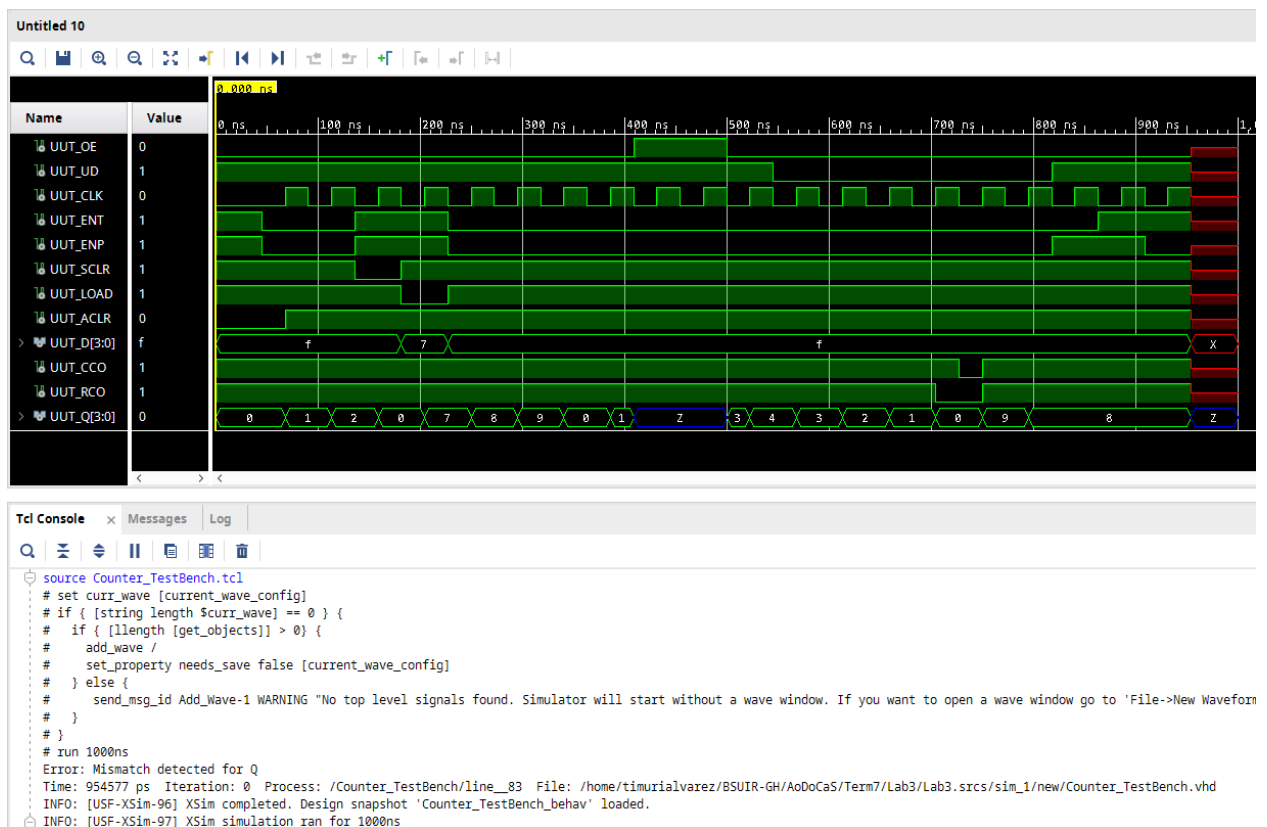 Untitled 10
0.000 ns
Name Value
0 ns 100 ns 200 ns 300 ns 400 ns 500 ns 600 ns 700 ns 800 ns 900 ns 1,
UUT_OE 0
UUT_UD 1
UUT_CLK 0
UUT_ENT 1
UUT_ENP 1
UUT_SCLR 1
UUT_LOAD 1
UUT_ACLR 0
UUT_D[3:0] f f 7 f X
UUT_CCO 1
UUT_RCO 1
UUT_Q[3:0] 0 0 1 2 0 7 8 9 0 1 Z 3 4 3 2 1 0 9 8 Z
Tcl Console × Messages Log
source Counter_TestBench.tcl
# set curr_wave [current_wave_config]
# if { [string length $curr_wave] == 0 } {
#   if { [llength [get_objects]] > 0} {
#     add_wave /
#     set_property needs_save false [current_wave_config]
#   } else {
#      send_msg_id Add_Wave-1 WARNING "No top level signals found. Simulator will start without a wave window. If you want to open a wave window go to 'File->New Waveform
#   }
# }
# run 1000ns
Error: Mismatch detected for Q
Time: 954577 ps  Iteration: 0  Process: /Counter_TestBench/line__83  File: /home/timurialvarez/BSUIR-GH/AoDoCaS/Term7/Lab3/Lab3.srcs/sim_1/new/Counter_TestBench.vhd
INFO: [USF-XSim-96] XSim completed. Design snapshot 'Counter_TestBench_behav' loaded.
INFO: [USF-XSim-97] XSim simulation ran for 1000ns